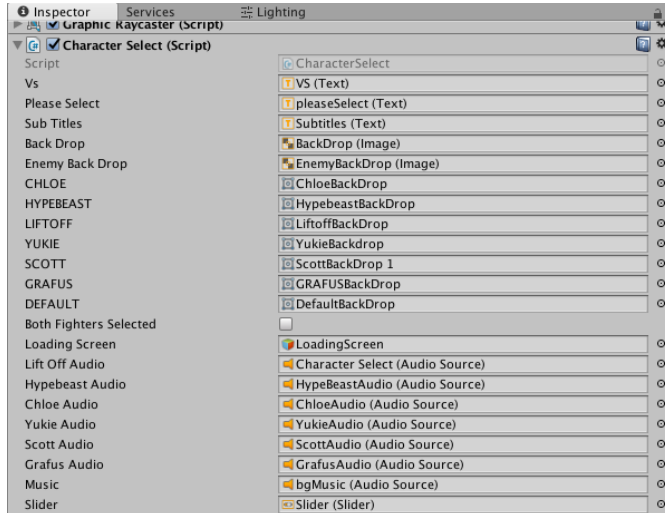 Inspector Services Lighting
Graphic Raycaster (Script)
Character Select (Script)
Script CharacterSelect
Vs VS (Text)
Please Select pleaseSelect (Text)
Sub Titles Subtitles (Text)
Back Drop BackDrop (Image)
Enemy Back Drop EnemyBackDrop (Image)
CHLOE ChloeBackDrop
HYPEBEAST HypebeastBackDrop
LIFTOFF LiftoffBackDrop
YUKIE YukieBackdrop
SCOTT ScottBackDrop 1
GRAFUS GRAFUSBackDrop
DEFAULT DefaultBackDrop
Both Fighters Selected
Loading Screen LoadingScreen
Lift Off Audio Character Select (Audio Source)
Hypebeast Audio HypeBeastAudio (Audio Source)
Chloe Audio ChloeAudio (Audio Source)
Yukie Audio YukieAudio (Audio Source)
Scott Audio ScottAudio (Audio Source)
Grafus Audio GrafusAudio (Audio Source)
Music bgMusic (Audio Source)
Slider Slider (Slider)